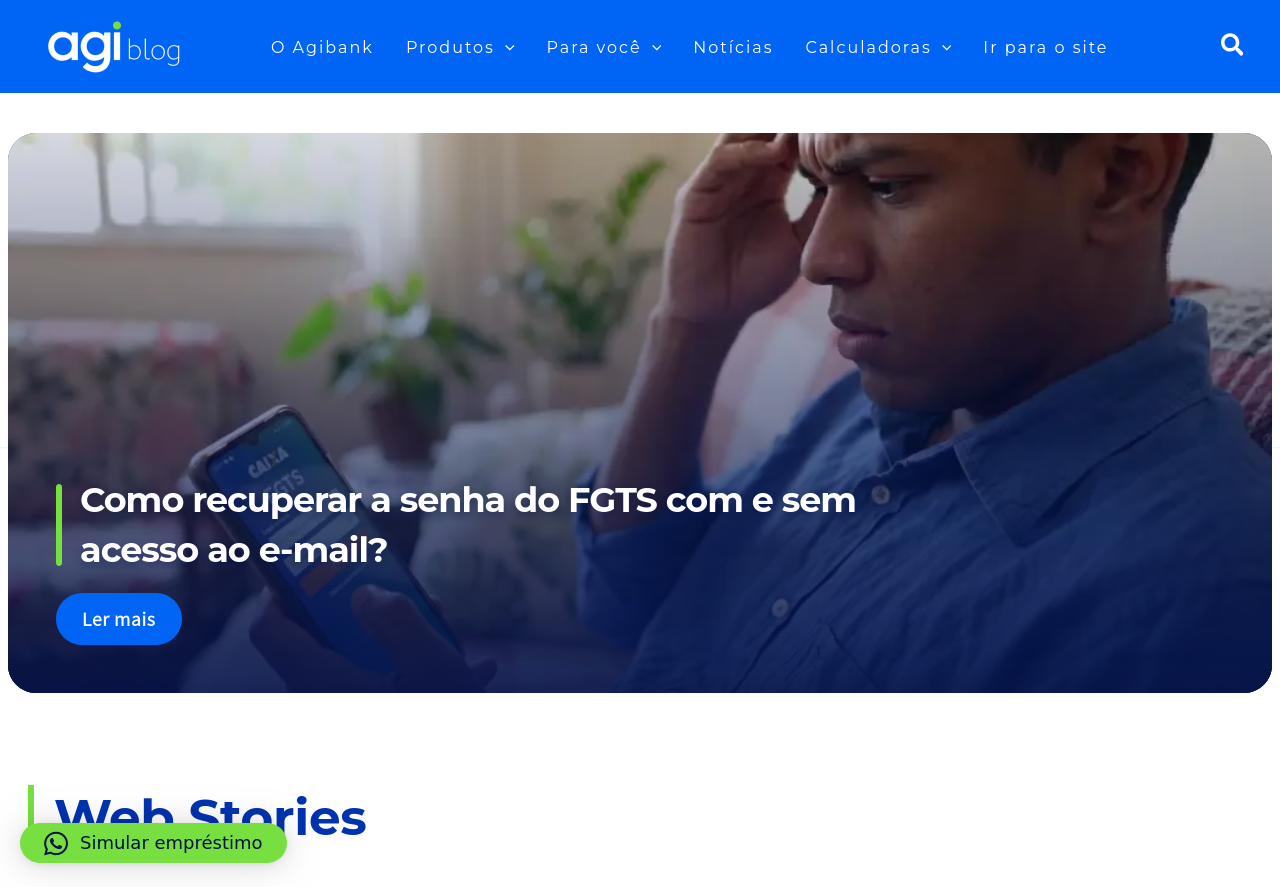 agi blog
O Agibank
Produtos
Para você
Notícias
Calculadoras
Ir para o site
CAIXA
FGTS
Como recuperar a senha do FGTS com e sem
acesso ao e-mail?
Ler mais
Web Stories
Simular empréstimo